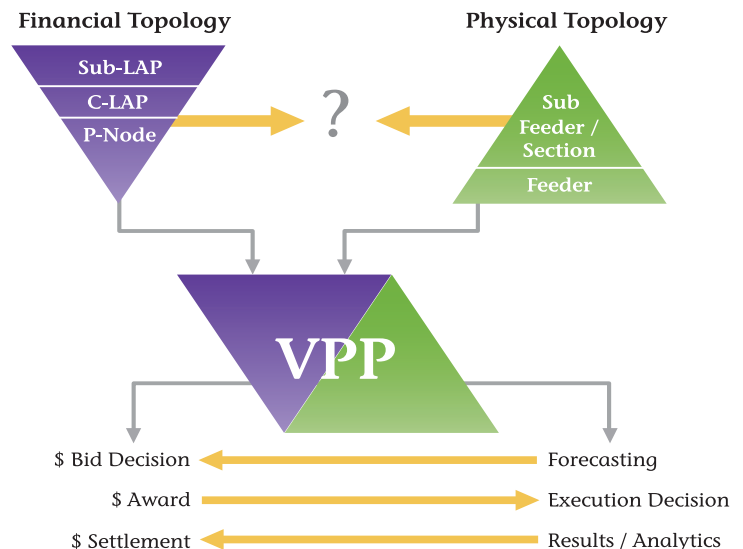 Financial Topology
Physical Topology
Sub-LAP
C-LAP
P-Node
?
Sub
Feeder /
Section
Feeder
VPP
$ Bid Decision
Forecasting
$ Award
Execution Decision
$ Settlement
Results / Analytics